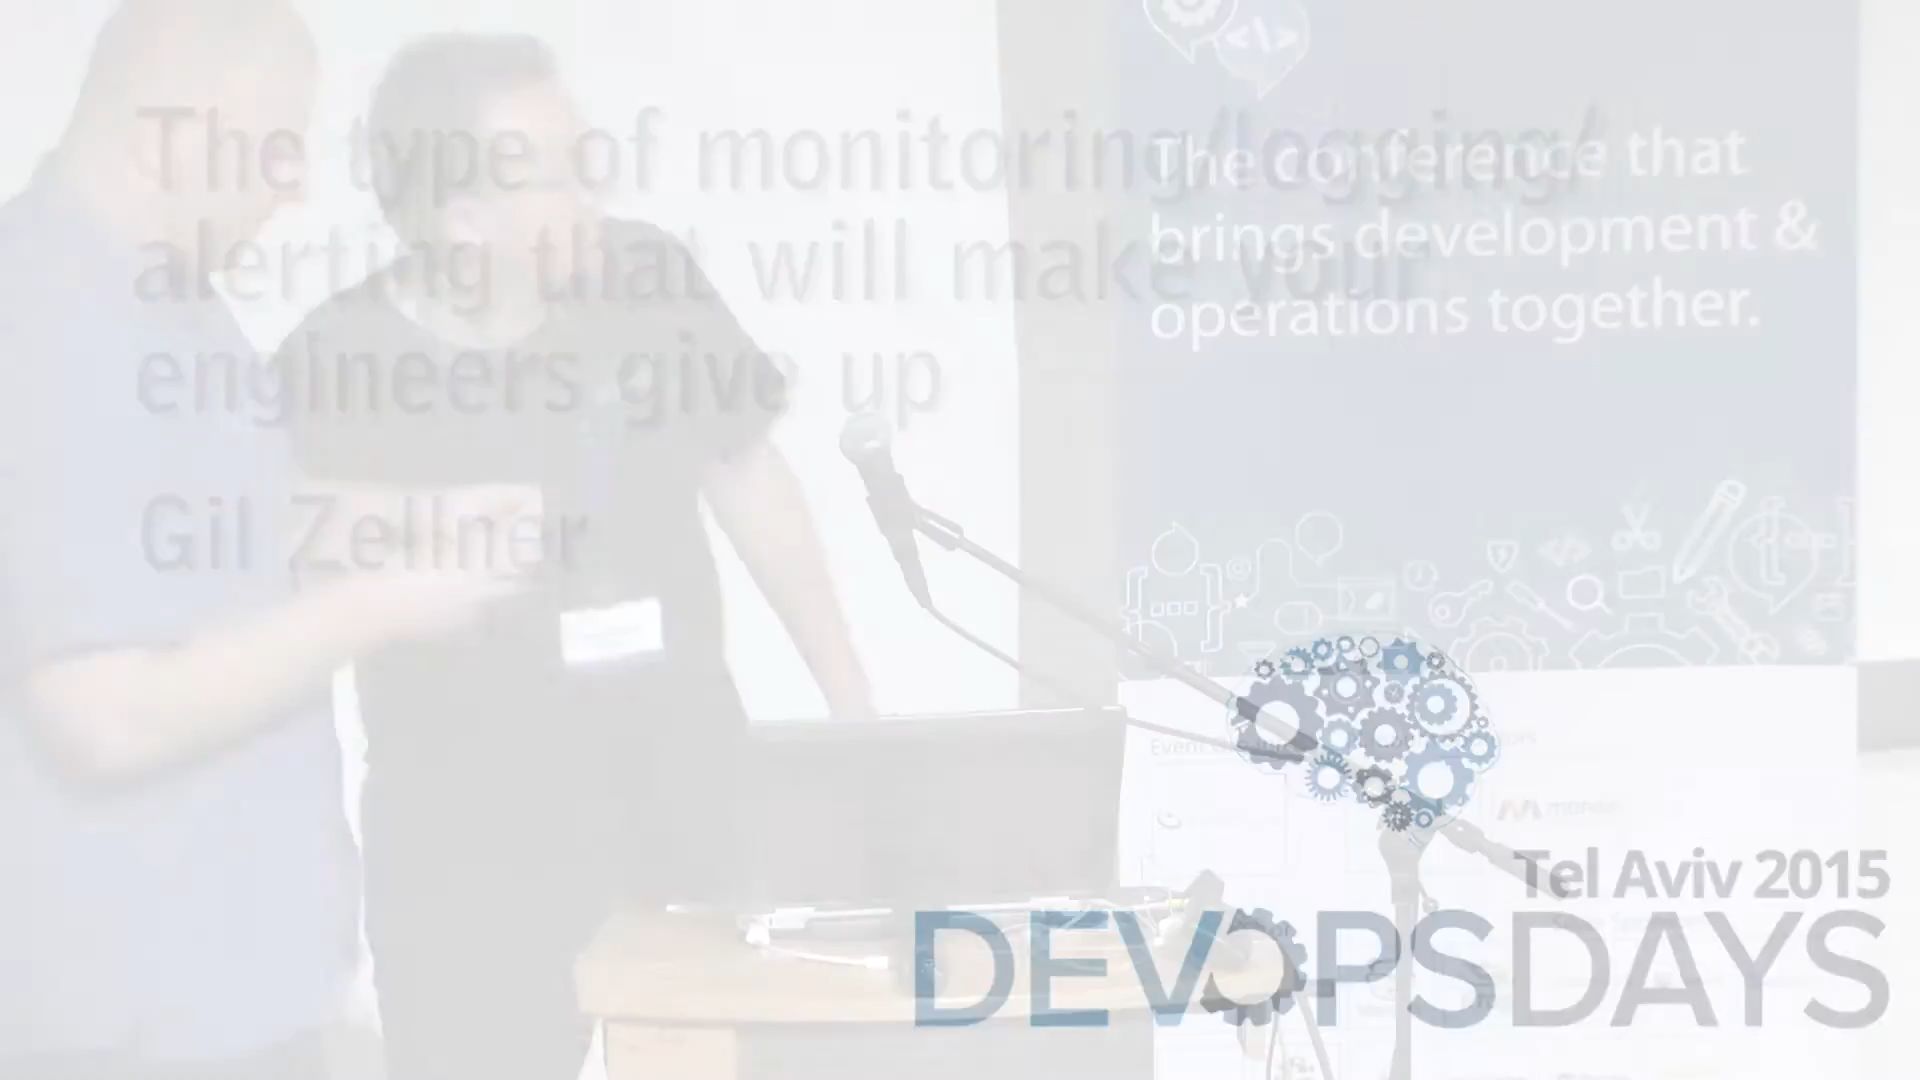 The type of monitoring/logging/
alerting that will make your
engineers give up
Gil Zellner
The conference that
brings development &
operations together.
Tel Aviv 2015
DEVOPSDAYS